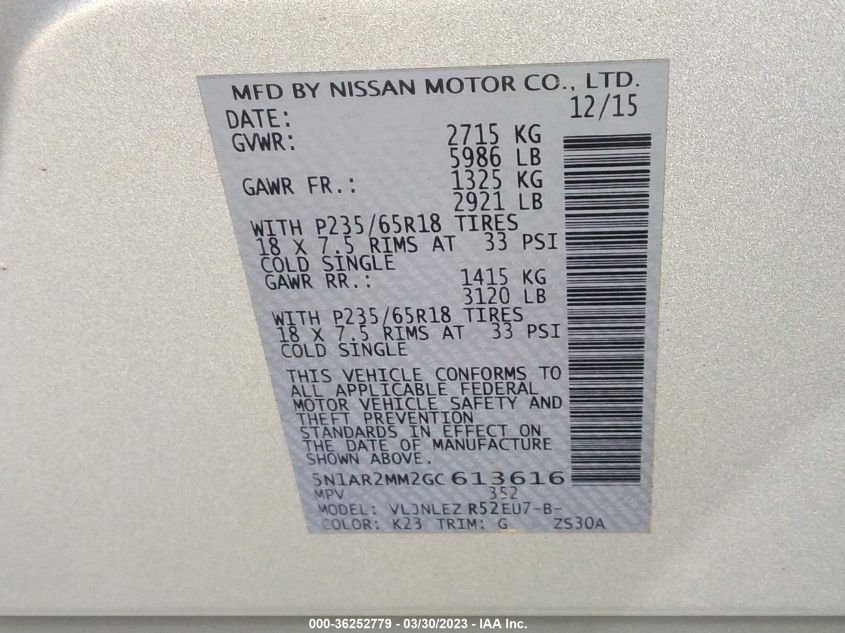 MFD BY NISSAN MOTOR CO., LTD.
DATE: 12/15
GVWR: 2715 KG
5986 LB
GAWR FR.: 1325 KG
2921 LB
WITH P235/65R18 TIRES
18 X 7.5 RIMS AT 33 PSI
COLD SINGLE
GAWR RR.: 1415 KG
3120 LB
WITH P235/65R18 TIRES
18 X 7.5 RIMS AT 33 PSI
COLD SINGLE
THIS VEHICLE CONFORMS TO
ALL APPLICABLE FEDERAL
MOTOR VEHICLE SAFETY AND
THEFT PREVENTION
STANDARDS IN EFFECT ON
THE DATE OF MANUFACTURE
SHOWN ABOVE.
5N1AR2MM2GC613616
MPV 352
MODEL: VLJNLEZ R52EU7-B-
COLOR: K23 TRIM: G ZS30A
000-36252779 – 03/30/2023 – IAA Inc.